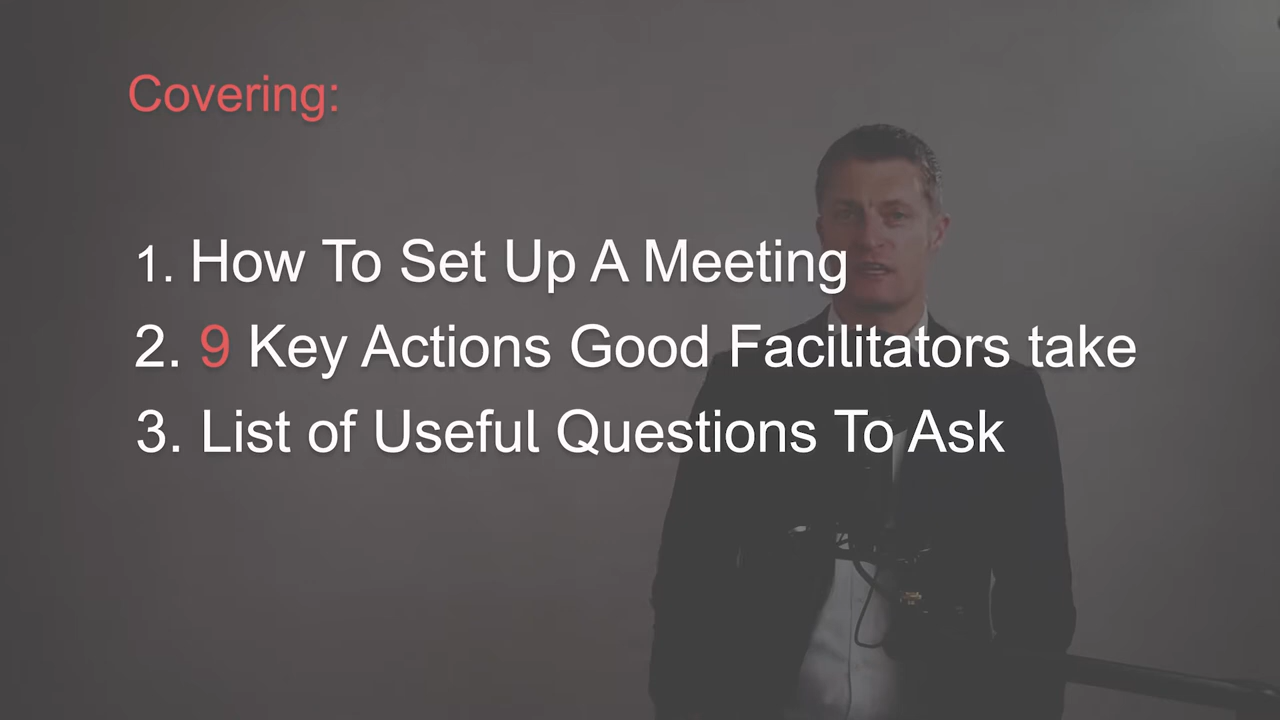 Covering:
1. How To Set Up A Meeting
2. 9 Key Actions Good Facilitators take
3. List of Useful Questions To Ask